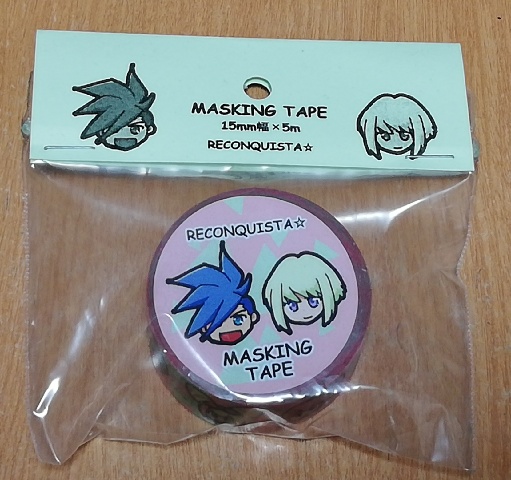 MASKING TAPE
15mm幅×5m
RECONQUISTA☆
RECONQUISTA☆
MASKING
TAPE